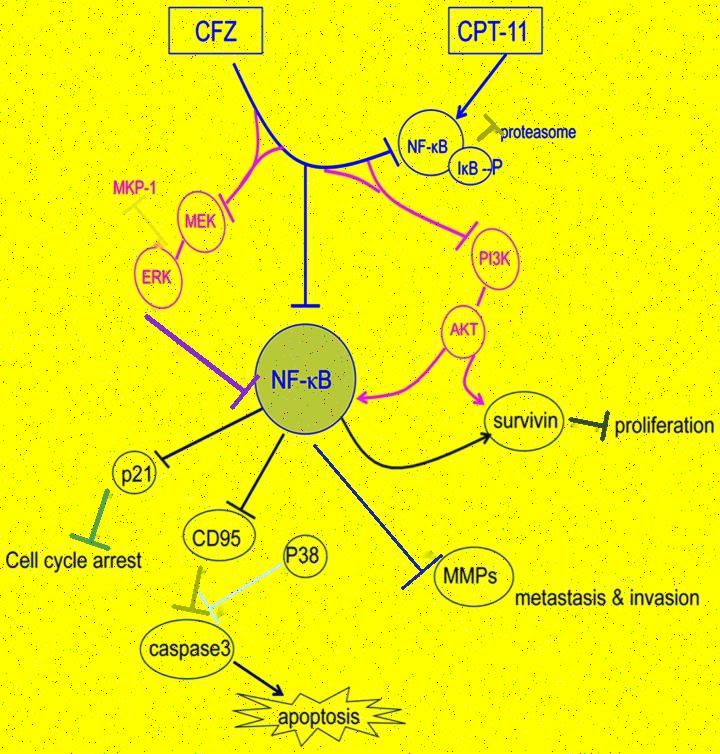 CFZ
CPT-11
NF-κB
proteasome
IκB --P
MKP-1
MEK
ERK
PI3K
AKT
NF-κB
survivin
proliferation
p21
Cell cycle arrest
CD95
P38
MMPs
metastasis & invasion
caspase3
apoptosis